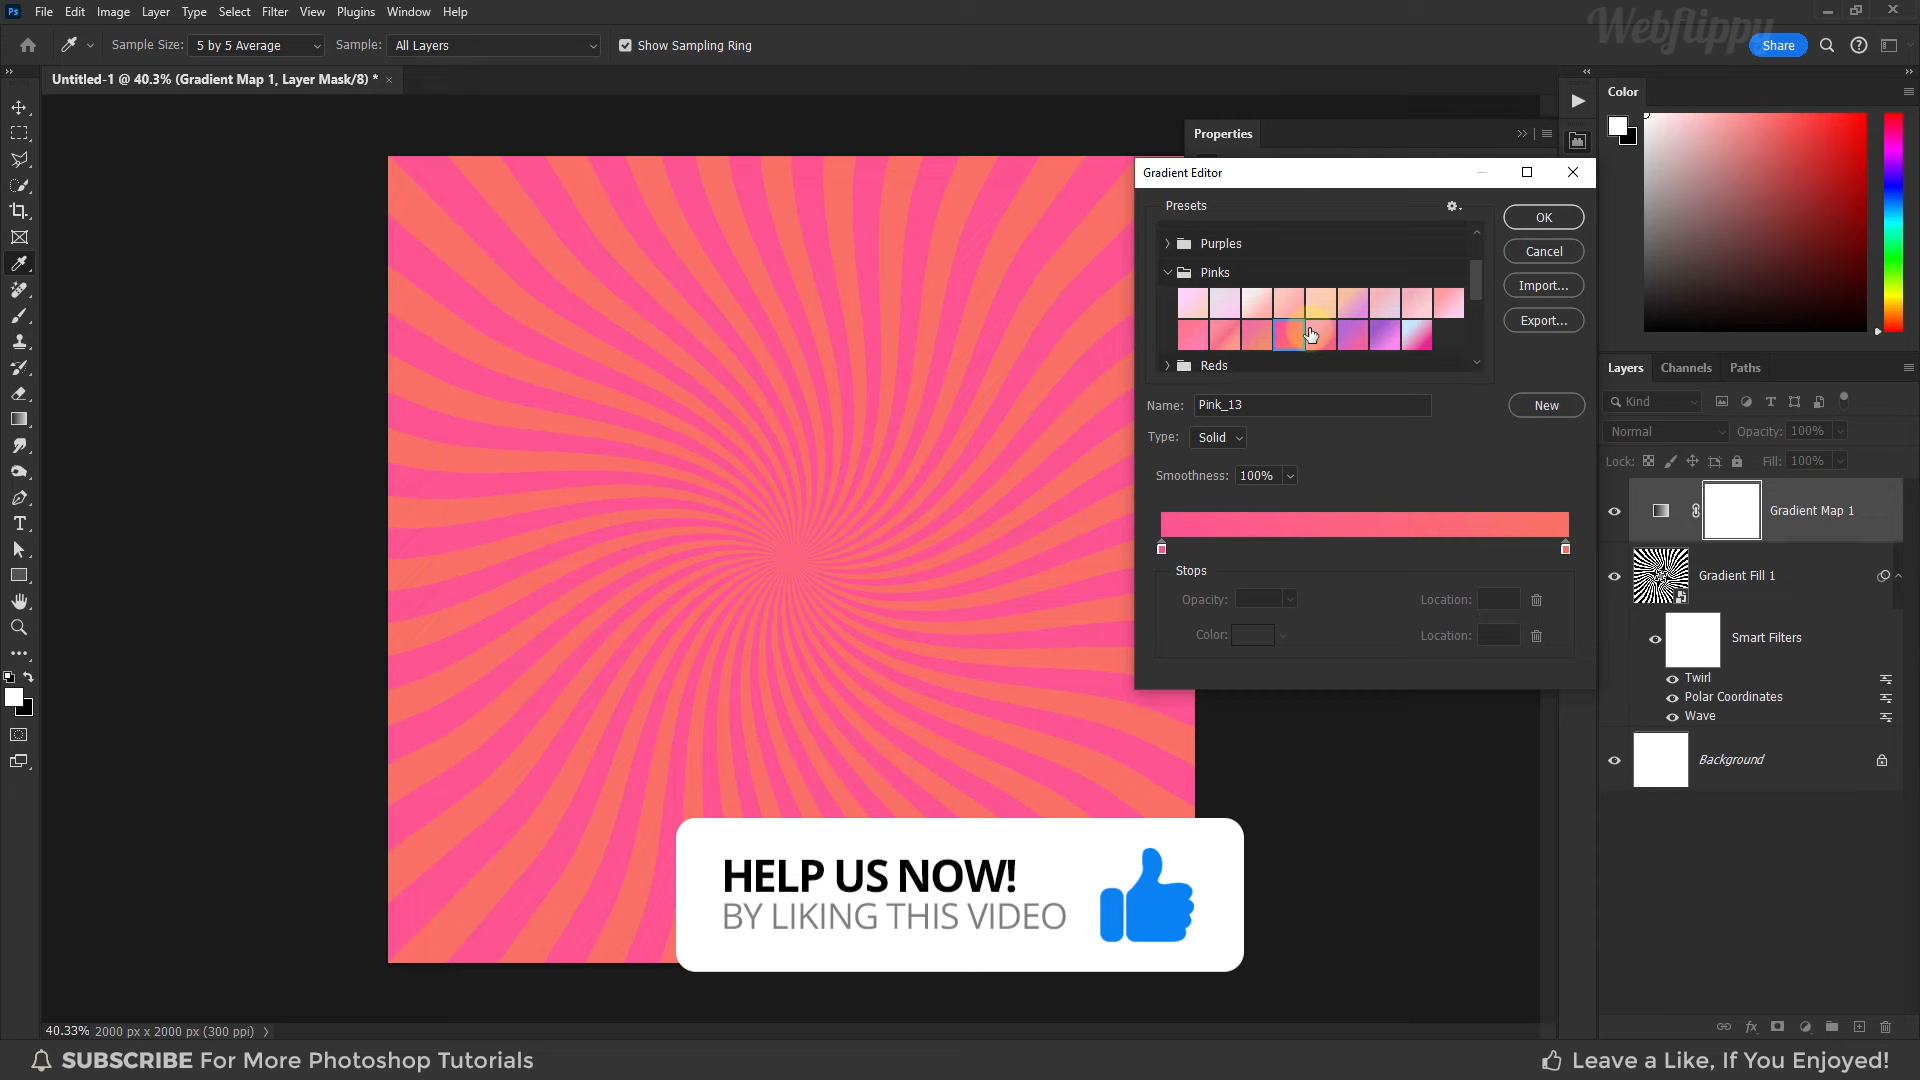 Ps File Edit Image Layer Type Select Filter View Plugins Window Help
Webflippy
Sample Size: 5 by 5 Average Sample: All Layers Show Sampling Ring
Share
Untitled-1 @ 40.3% (Gradient Map 1, Layer Mask/8) *
Color
Properties
Gradient Editor
Presets
Purples
Pinks
Reds
OK
Cancel
Import...
Export...
Name: Pink_13
New
Type: Solid
Smoothness: 100%
Stops
Opacity: Location:
Color: Location:
Layers Channels Paths
Kind
Normal Opacity: 100%
Lock: Fill: 100%
Gradient Map 1
Gradient Fill 1
Smart Filters
Twirl
Polar Coordinates
Wave
Background
HELP US NOW!
BY LIKING THIS VIDEO
40.33% 2000 px x 2000 px (300 ppi)
SUBSCRIBE For More Photoshop Tutorials
Leave a Like, If You Enjoyed!